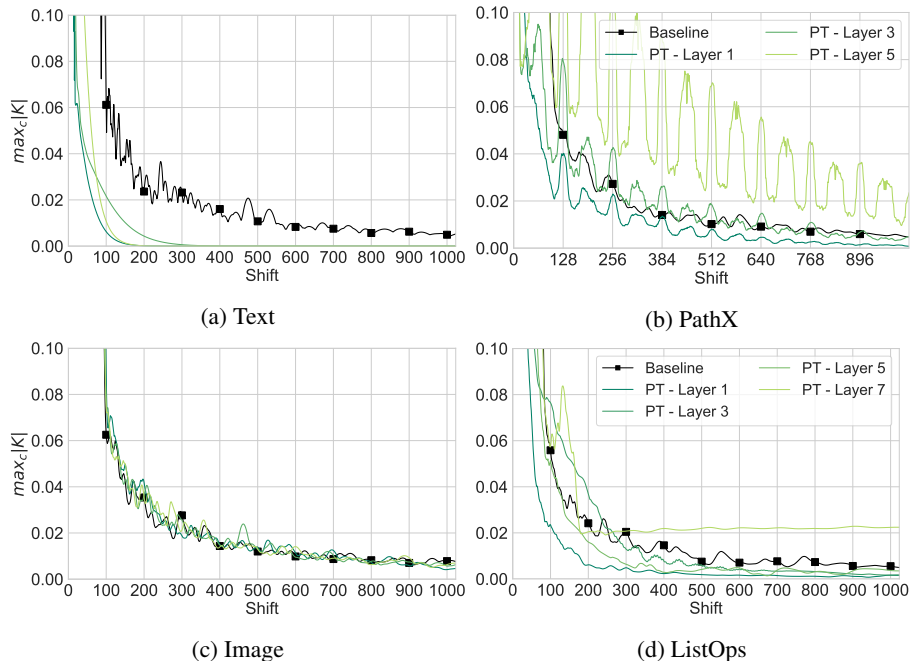 0.10
0.08
0.06
0.04
0.02
0.00
max_c|K|
0 100 200 300 400 500 600 700 800 900 1000
Shift
(a) Text
0.10
0.08
0.06
0.04
0.02
0.00
Baseline
PT - Layer 1
PT - Layer 3
PT - Layer 5
0 128 256 384 512 640 768 896
Shift
(b) PathX
0.10
0.08
0.06
0.04
0.02
0.00
max_c|K|
0 100 200 300 400 500 600 700 800 900 1000
Shift
(c) Image
0.10
0.08
0.06
0.04
0.02
0.00
Baseline
PT - Layer 1
PT - Layer 3
PT - Layer 5
PT - Layer 7
0 100 200 300 400 500 600 700 800 900 1000
Shift
(d) ListOps